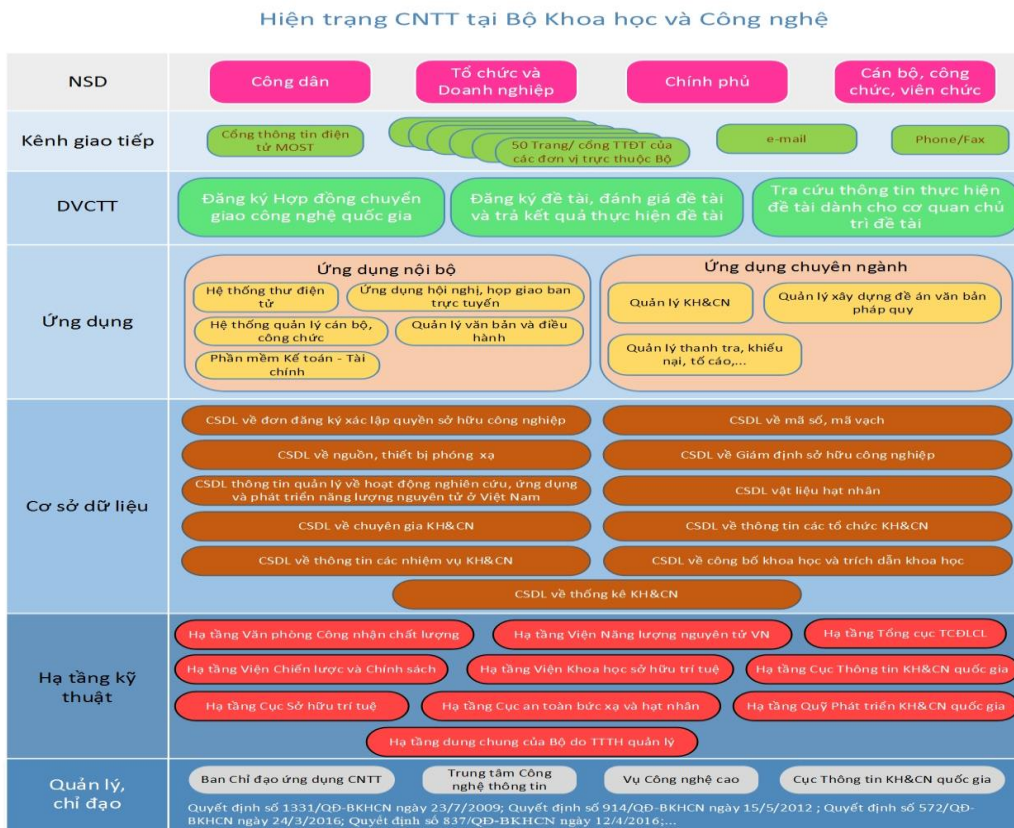 Hiện trạng CNTT tại Bộ Khoa học và Công nghệ
NSD
Công dân
Tổ chức và
Doanh nghiệp
Chính phủ
Cán bộ, công
chức, viên chức
Kênh giao tiếp
Cổng thông tin điện
tử MOST
50 Trang/ cổng TTĐT của
các đơn vị trực thuộc Bộ
e-mail
Phone/Fax
DVCTT
Đăng ký Hợp đồng chuyển
giao công nghệ quốc gia
Đăng ký đề tài, đánh giá đề tài
và trả kết quả thực hiện đề tài
Tra cứu thông tin thực hiện
đề tài dành cho cơ quan chủ
trì đề tài
Ứng dụng
Ứng dụng nội bộ
Hệ thống thư điện
tử
Ứng dụng hội nghị, họp giao ban
trực tuyến
Hệ thống quản lý cán bộ,
công chức
Quản lý văn bản và điều
hành
Phần mềm Kế toán - Tài
chính
Ứng dụng chuyên ngành
Quản lý KH&CN
Quản lý xây dựng đề án văn bản
pháp quy
Quản lý thanh tra, khiếu
nại, tố cáo,...
Cơ sở dữ liệu
CSDL về đơn đăng ký xác lập quyền sở hữu công nghiệp
CSDL về mã số, mã vạch
CSDL về nguồn, thiết bị phóng xạ
CSDL về Giám định sở hữu công nghiệp
CSDL thông tin quản lý về hoạt động nghiên cứu, ứng dụng
và phát triển năng lượng nguyên tử ở Việt Nam
CSDL vật liệu hạt nhân
CSDL về chuyên gia KH&CN
CSDL về thông tin các tổ chức KH&CN
CSDL về thông tin các nhiệm vụ KH&CN
CSDL về công bố khoa học và trích dẫn khoa học
CSDL về thống kê KH&CN
Hạ tầng kỹ
thuật
Hạ tầng Văn phòng Công nhận chất lượng
Hạ tầng Viện Năng lượng nguyên tử VN
Hạ tầng Tổng cục TCĐLCL
Hạ tầng Viện Chiến lược và Chính sách
Hạ tầng Viện Khoa học sở hữu trí tuệ
Hạ tầng Cục Thông tin KH&CN quốc gia
Hạ tầng Cục Sở hữu trí tuệ
Hạ tầng Cục an toàn bức xạ và hạt nhân
Hạ tầng Quỹ Phát triển KH&CN quốc gia
Hạ tầng dung chung của Bộ do TTTH quản lý
Quản lý,
chỉ đạo
Ban Chỉ đạo ứng dụng CNTT
Trung tâm Công
nghệ thông tin
Vụ Công nghệ cao
Cục Thông tin KH&CN quốc gia
Quyết định số 1331/QĐ-BKHCN ngày 23/7/2009; Quyết định số 914/QĐ-BKHCN ngày 15/5/2012 ; Quyết định số 572/QĐ-
BKHCN ngày 24/3/2016; Quyết định số 837/QĐ-BKHCN ngày 12/4/2016;...